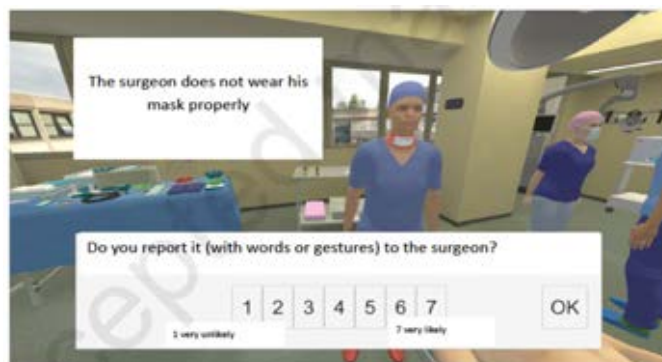 The surgeon does not wear his
mask properly
Do you report it (with words or gestures) to the surgeon?
1 2 3 4 5 6 7
OK
1 very unlikely
7 very likely